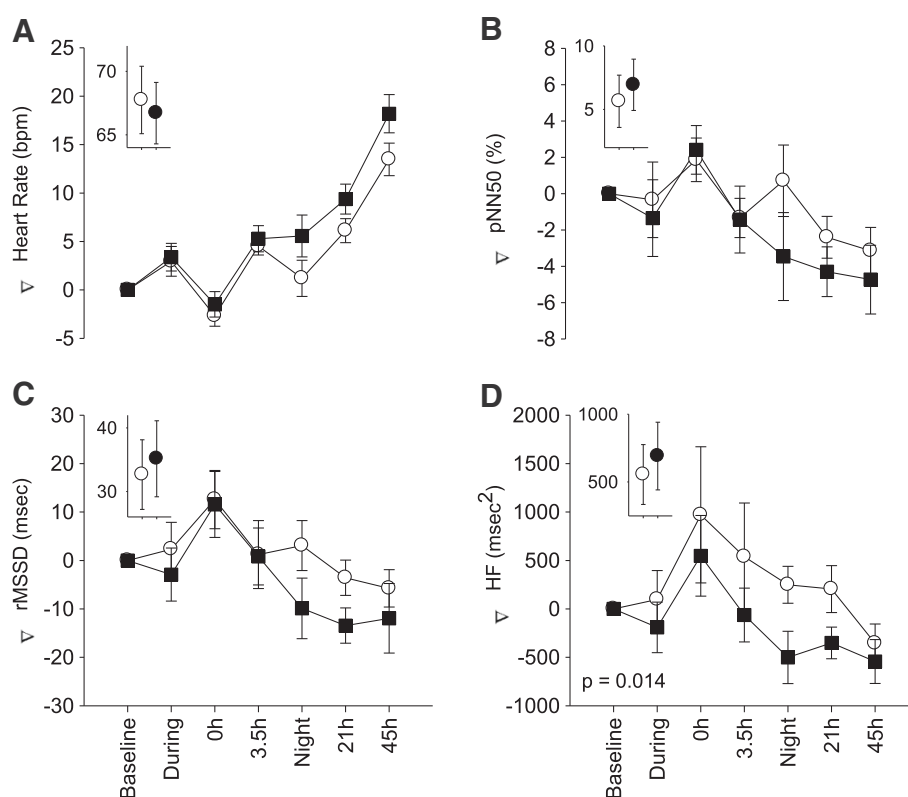 A
25
20
15
10
5
0
-5
∇ Heart Rate (bpm)
70
65
B
8
6
4
2
0
-2
-4
-6
-8
∇ pNN50 (%)
10
5
C
30
20
10
0
-10
-20
-30
∇ rMSSD (msec)
40
30
Baseline
During
0h
3.5h
Night
21h
45h
D
2000
1500
1000
500
0
-500
-1000
∇ HF (msec2)
1000
500
p = 0.014
Baseline
During
0h
3.5h
Night
21h
45h